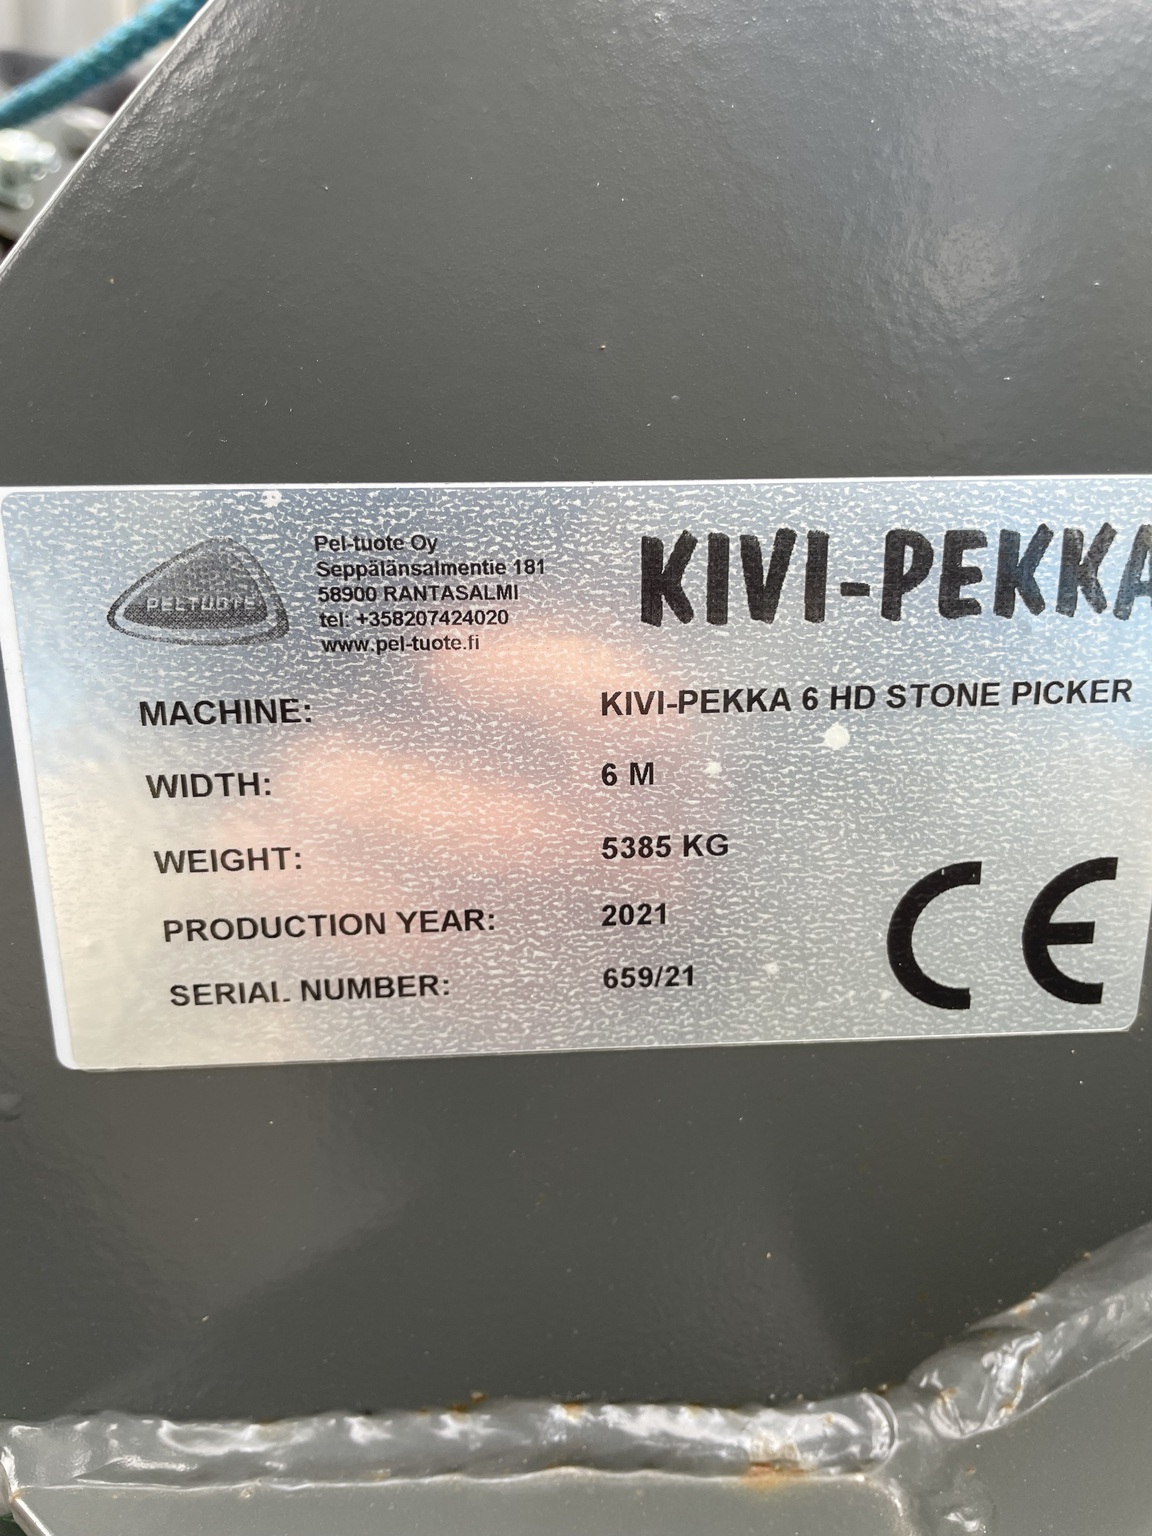 PELTUOTE
Pel-tuote Oy
Seppälänsalmentie 181
58900 RANTASALMI
tel: +358207424020
www.pel-tuote.fi
KIVI-PEKKA
MACHINE: KIVI-PEKKA 6 HD STONE PICKER
WIDTH: 6 M
WEIGHT: 5385 KG
PRODUCTION YEAR: 2021
SERIAL NUMBER: 659/21
CE